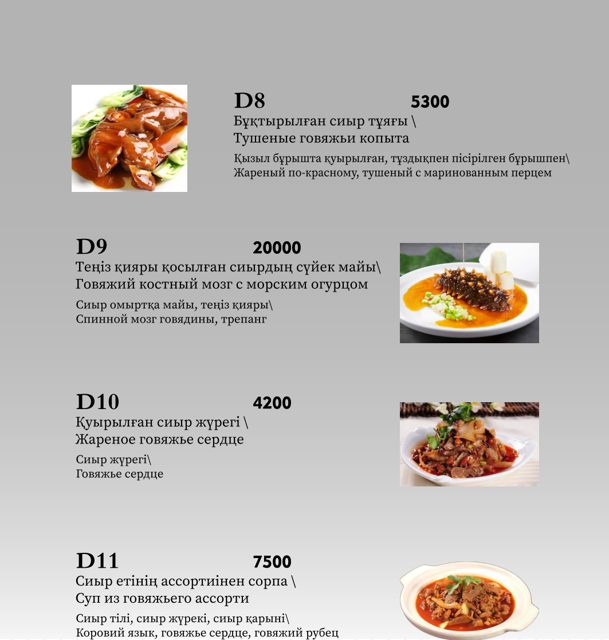 D8 5300
Бұқтырылған сиыр тұяғы \
Тушеные говяжьи копыта
Қызыл бұрышта қуырылған, тұздықпен пісірілген бұрышпен\
Жареный по-красному, тушеный с маринованным перцем
D9 20000
Теңіз қияры қосылған сиырдың сүйек майы\
Говяжий костный мозг с морским огурцом
Сиыр омыртқа майы, теңіз қияры\
Спинной мозг говядины, трепанг
D10 4200
Қуырылған сиыр жүрегі \
Жареное говяжье сердце
Сиыр жүрегі\
Говяжье сердце
D11 7500
Сиыр етінің ассортиінен сорпа \
Суп из говяжьего ассорти
Сиыр тілі, сиыр жүрекі, сиыр қарыні\
Коровий язык, говяжье сердце, говяжий рубец